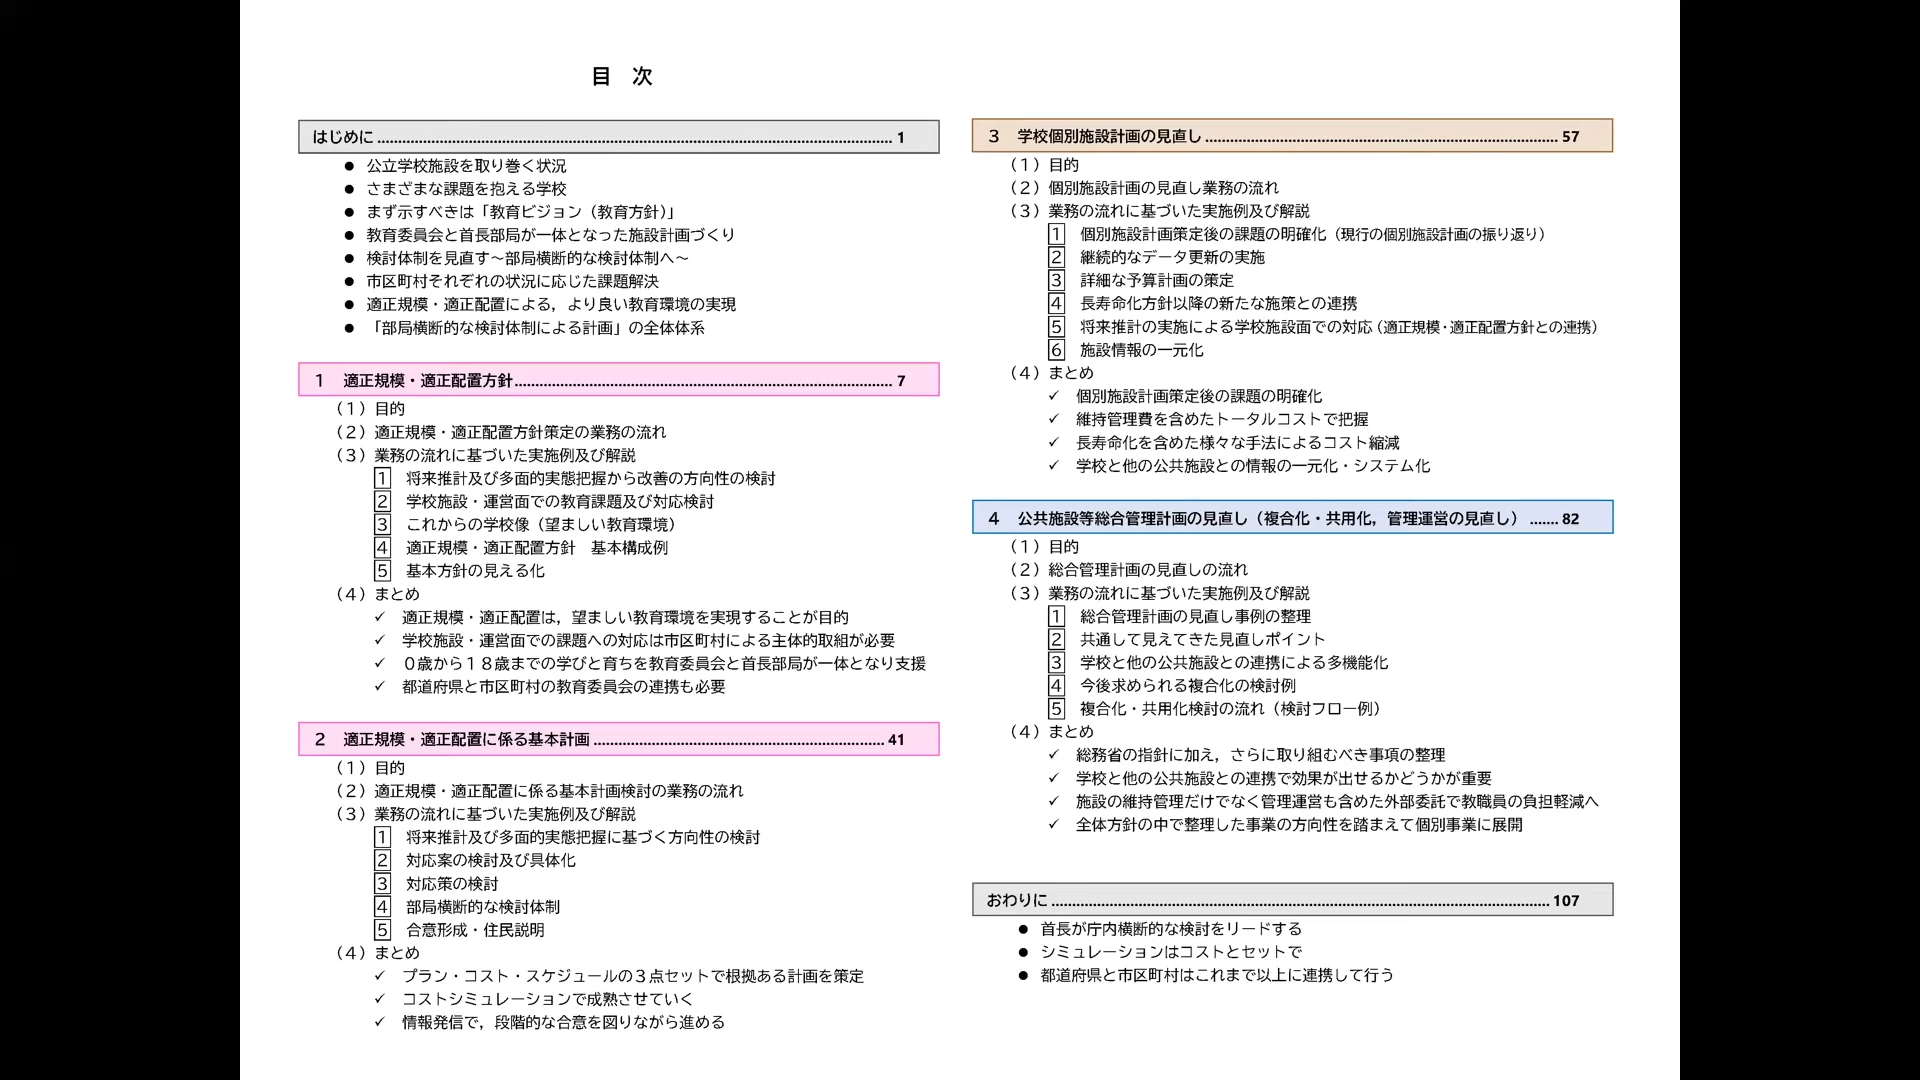 目　次
はじめに ........................................................................................................................ 1
● 公立学校施設を取り巻く状況
● さまざまな課題を抱える学校
● まず示すべきは「教育ビジョン（教育方針）」
● 教育委員会と首長部局が一体となった施設計画づくり
● 検討体制を見直す～部局横断的な検討体制へ～
● 市区町村それぞれの状況に応じた課題解決
● 適正規模・適正配置による，より良い教育環境の実現
● 「部局横断的な検討体制による計画」の全体体系
１　適正規模・適正配置方針........................................................................................... 7
（１）目的
（２）適正規模・適正配置方針策定の業務の流れ
（３）業務の流れに基づいた実施例及び解説
1　将来推計及び多面的実態把握から改善の方向性の検討
2　学校施設・運営面での教育課題及び対応検討
3　これからの学校像（望ましい教育環境）
4　適正規模・適正配置方針　基本構成例
5　基本方針の見える化
（４）まとめ
✓ 適正規模・適正配置は，望ましい教育環境を実現することが目的
✓ 学校施設・運営面での課題への対応は市区町村による主体的取組が必要
✓ ０歳から１８歳までの学びと育ちを教育委員会と首長部局が一体となり支援
✓ 都道府県と市区町村の教育委員会の連携も必要
２　適正規模・適正配置に係る基本計画 ...................................................................... 41
（１）目的
（２）適正規模・適正配置に係る基本計画検討の業務の流れ
（３）業務の流れに基づいた実施例及び解説
1　将来推計及び多面的実態把握に基づく方向性の検討
2　対応案の検討及び具体化
3　対応策の検討
4　部局横断的な検討体制
5　合意形成・住民説明
（４）まとめ
✓ プラン・コスト・スケジュールの３点セットで根拠ある計画を策定
✓ コストシミュレーションで成熟させていく
✓ 情報発信で，段階的な合意を図りながら進める
３　学校個別施設計画の見直し ..................................................................................... 57
（１）目的
（２）個別施設計画の見直し業務の流れ
（３）業務の流れに基づいた実施例及び解説
1　個別施設計画策定後の課題の明確化（現行の個別施設計画の振り返り）
2　継続的なデータ更新の実施
3　詳細な予算計画の策定
4　長寿命化方針以降の新たな施策との連携
5　将来推計の実施による学校施設面での対応（適正規模・適正配置方針との連携）
6　施設情報の一元化
（４）まとめ
✓ 個別施設計画策定後の課題の明確化
✓ 維持管理費を含めたトータルコストで把握
✓ 長寿命化を含めた様々な手法によるコスト縮減
✓ 学校と他の公共施設との情報の一元化・システム化
４　公共施設等総合管理計画の見直し（複合化・共用化，管理運営の見直し） ....... 82
（１）目的
（２）総合管理計画の見直しの流れ
（３）業務の流れに基づいた実施例及び解説
1　総合管理計画の見直し事例の整理
2　共通して見えてきた見直しポイント
3　学校と他の公共施設との連携による多機能化
4　今後求められる複合化の検討例
5　複合化・共用化検討の流れ（検討フロー例）
（４）まとめ
✓ 総務省の指針に加え，さらに取り組むべき事項の整理
✓ 学校と他の公共施設との連携で効果が出せるかどうかが重要
✓ 施設の維持管理だけでなく管理運営も含めた外部委託で教職員の負担軽減へ
✓ 全体方針の中で整理した事業の方向性を踏まえて個別事業に展開
おわりに ........................................................................................................................ 107
● 首長が庁内横断的な検討をリードする
● シミュレーションはコストとセットで
● 都道府県と市区町村はこれまで以上に連携して行う